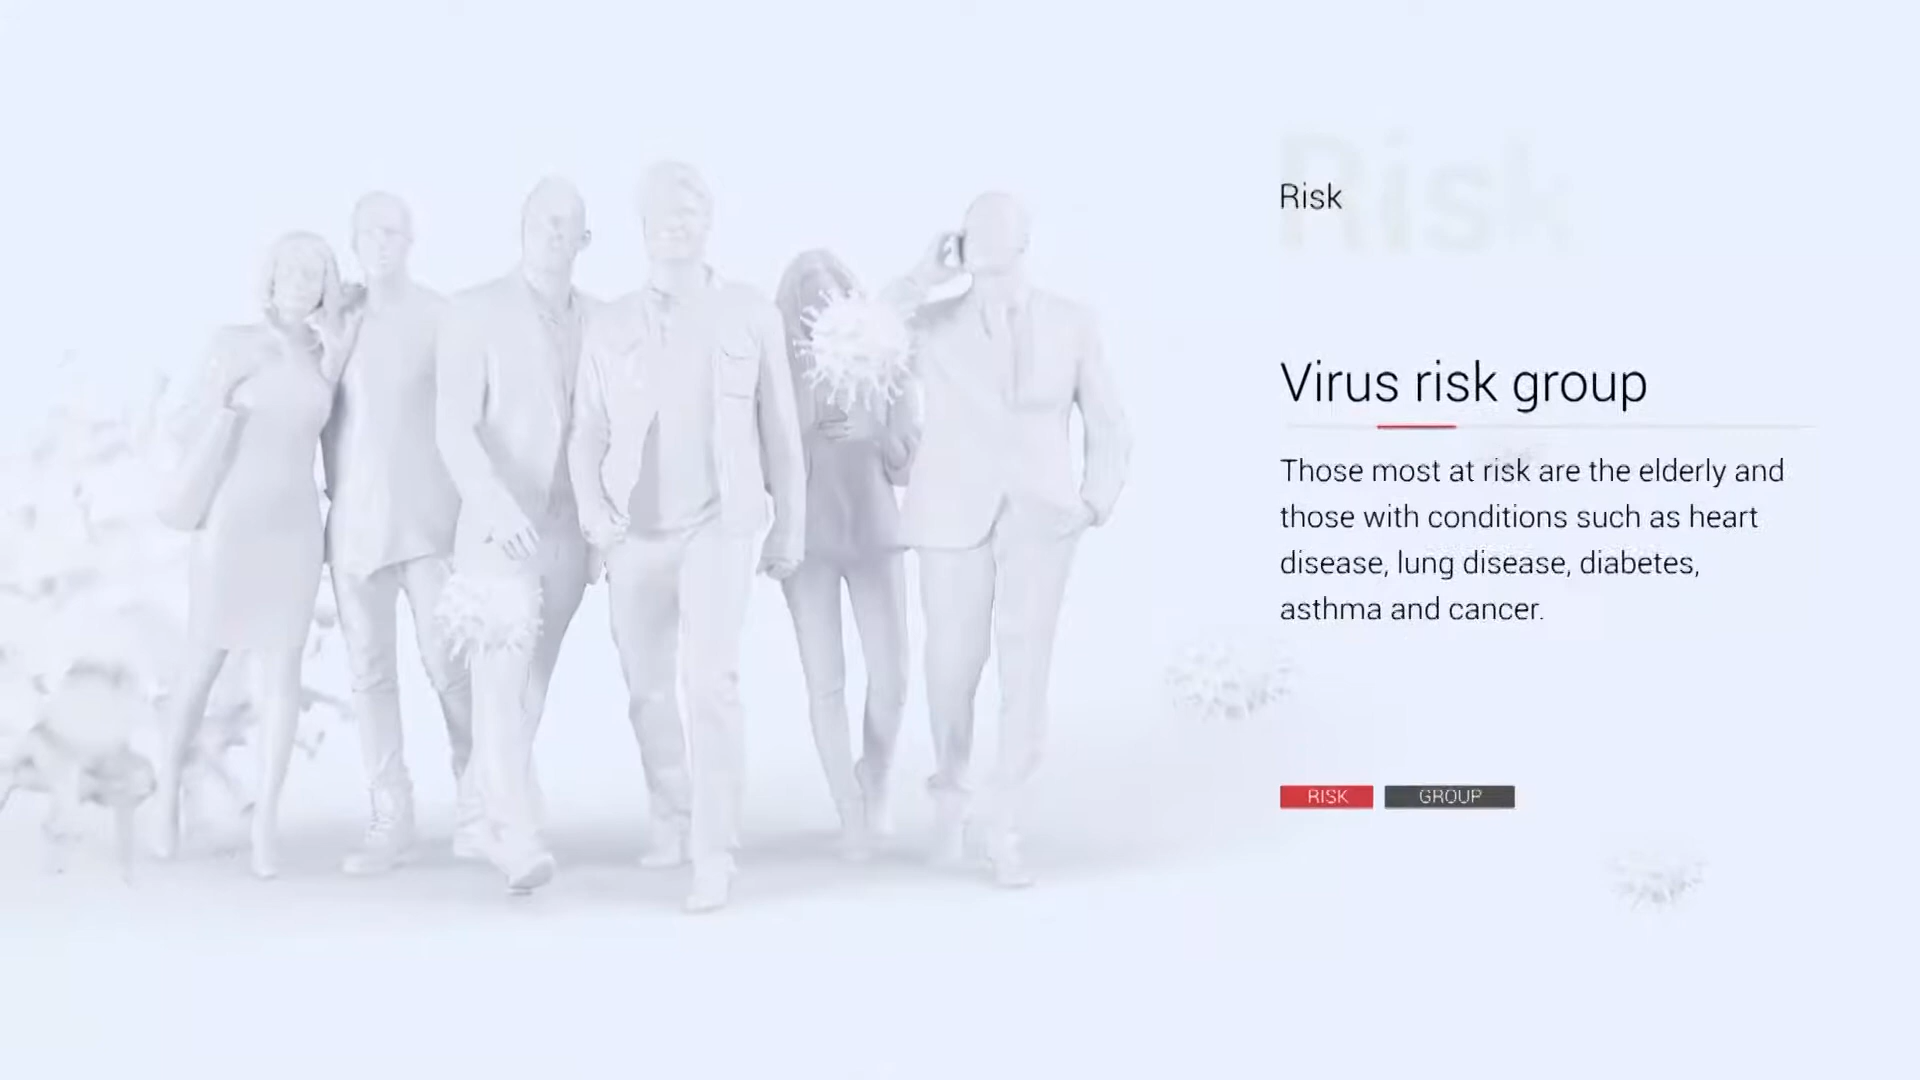 Risk
Risk
Virus risk group
Those most at risk are the elderly and
those with conditions such as heart
disease, lung disease, diabetes,
asthma and cancer.
RISK GROUP